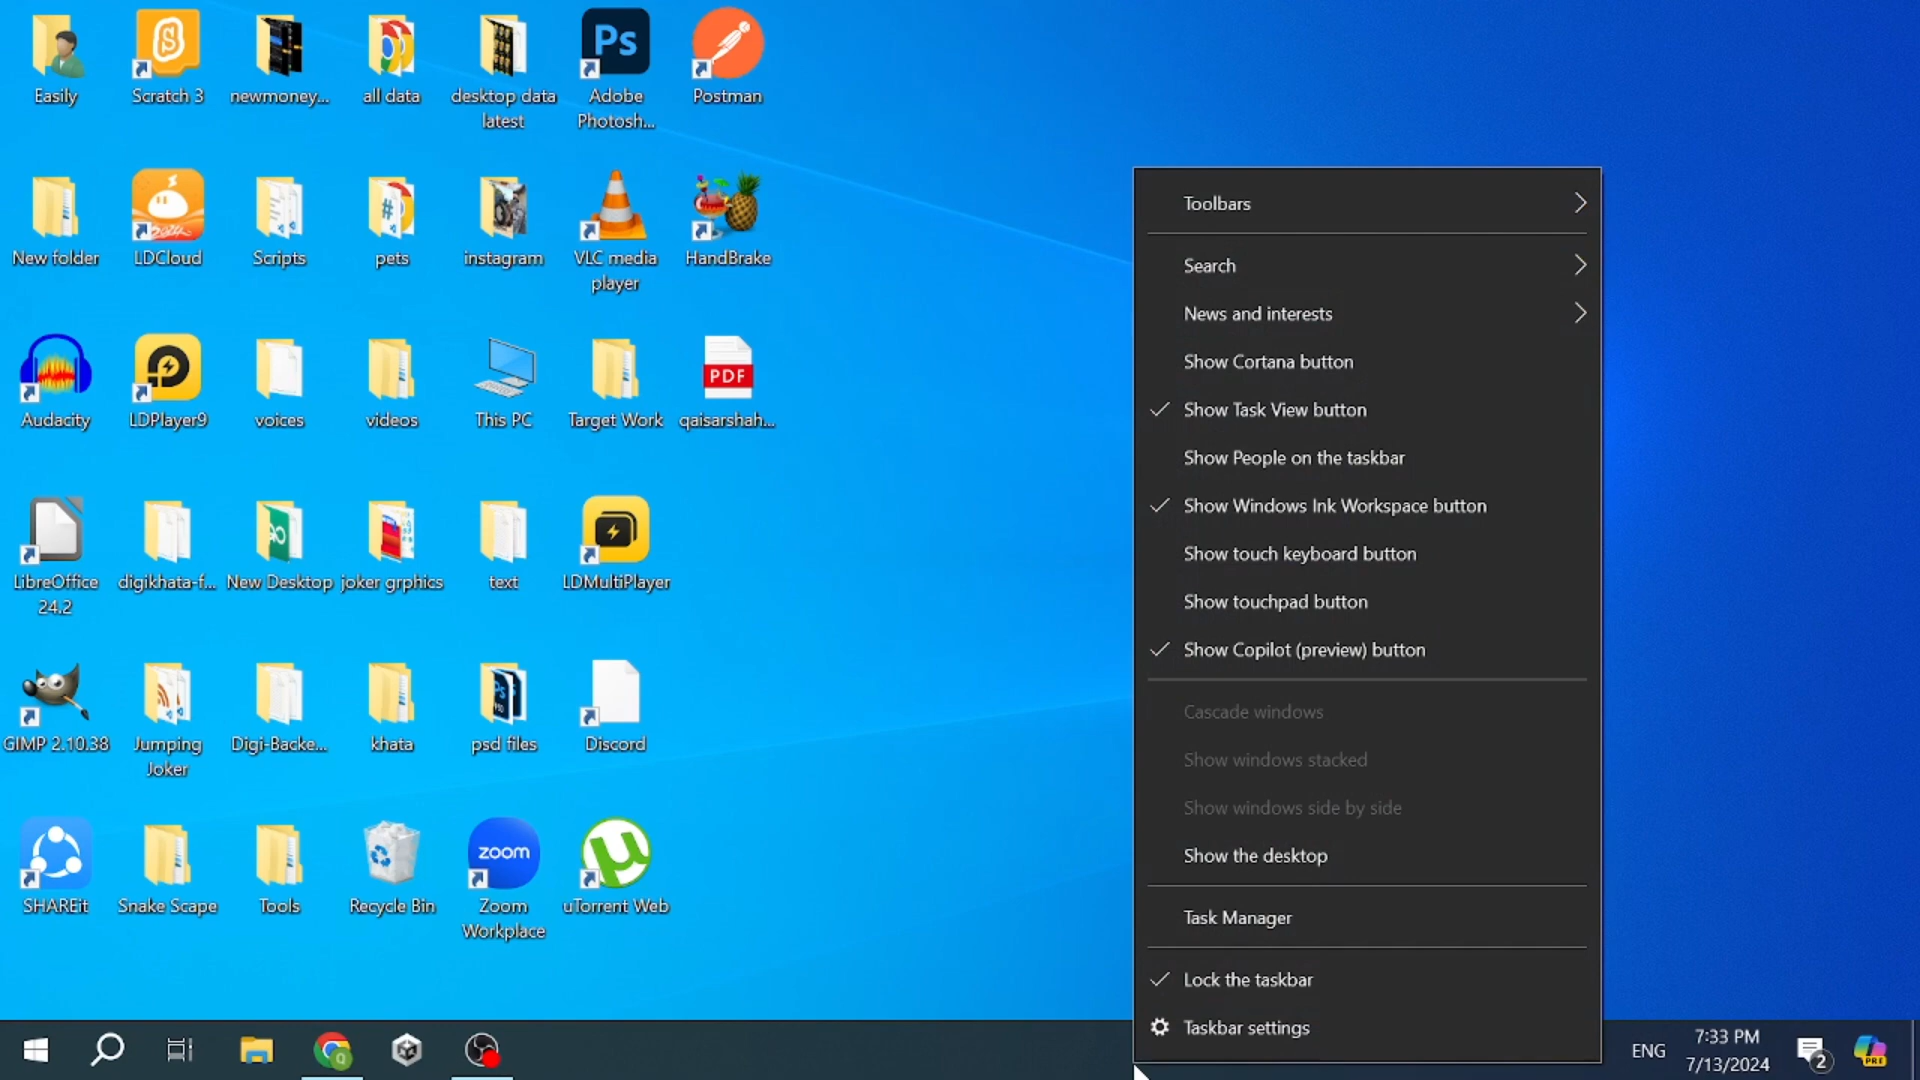 Easily
Scratch 3
newmoney...
all data
desktop data
latest
Ps
Adobe
Photosh...
Postman
New folder
LDCloud
Scripts
pets
instagram
VLC media
player
HandBrake
Audacity
LDPlayer9
voices
videos
This PC
Target Work
PDF
qaisarshah...
LibreOffice
24.2
digikhata-f...
New Desktop
joker grphics
text
LDMultiPlayer
GIMP 2.10.38
Jumping
Joker
Digi-Backe...
khata
psd files
Discord
SHAREit
Snake Scape
Tools
Recycle Bin
zoom
Zoom
Workplace
uTorrent Web
Toolbars
Search
News and interests
Show Cortana button
Show Task View button
Show People on the taskbar
Show Windows Ink Workspace button
Show touch keyboard button
Show touchpad button
Show Copilot (preview) button
Cascade windows
Show windows stacked
Show windows side by side
Show the desktop
Task Manager
Lock the taskbar
Taskbar settings
ENG
7:33 PM
7/13/2024
2
PRE